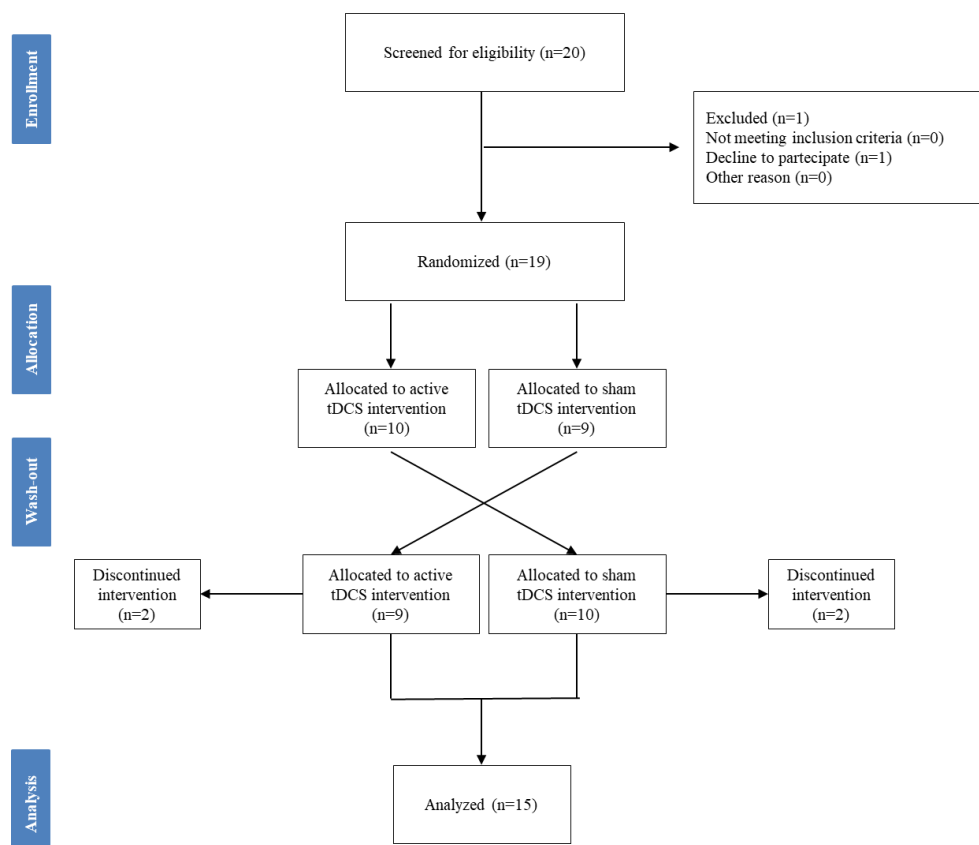 Enrollment
Screened for eligibility (n=20)
Excluded (n=1)
Not meeting inclusion criteria (n=0)
Decline to partecipate (n=1)
Other reason (n=0)
Randomized (n=19)
Allocation
Allocated to active
tDCS intervention
(n=10)
Allocated to sham
tDCS intervention
(n=9)
Wash-out
Discontinued
intervention
(n=2)
Allocated to active
tDCS intervention
(n=9)
Allocated to sham
tDCS intervention
(n=10)
Discontinued
intervention
(n=2)
Analysis
Analyzed (n=15)